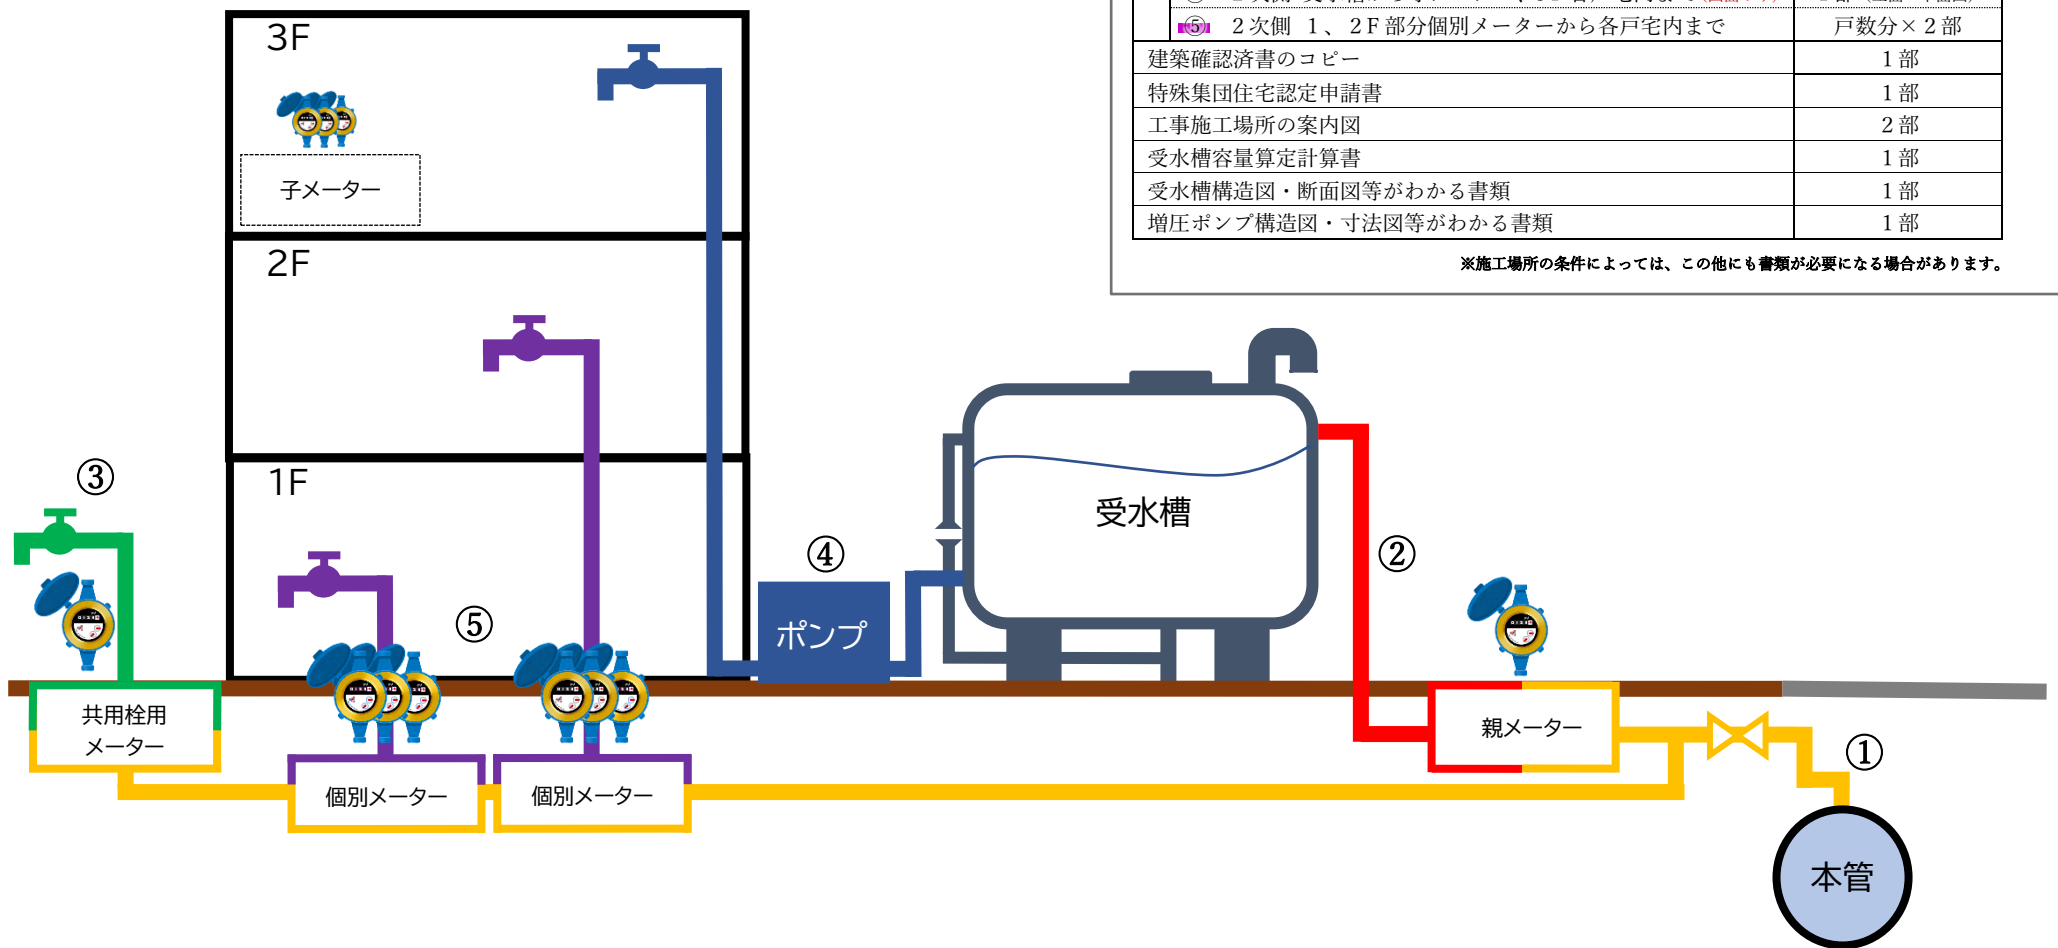 ⑤ 2次側 1、2F部分個別メーターから各戸宅内まで 戸数分×2部
建築確認済書のコピー 1部
特殊集団住宅認定申請書 1部
工事施工場所の案内図 2部
受水槽容量算定計算書 1部
受水槽構造図・断面図等がわかる書類 1部
増圧ポンプ構造図・寸法図等がわかる書類 1部
※施工場所の条件によっては、この他にも書類が必要になる場合があります。
3F
子メーター
2F
1F
③
⑤
④
ポンプ
受水槽
②
共用栓用
メーター
個別メーター
個別メーター
親メーター
①
本管